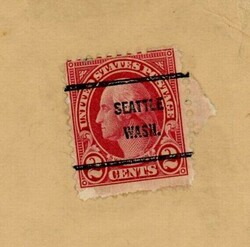 UNITED STATES POSTAGE
SEATTLE
WASH.
2 CENTS 2